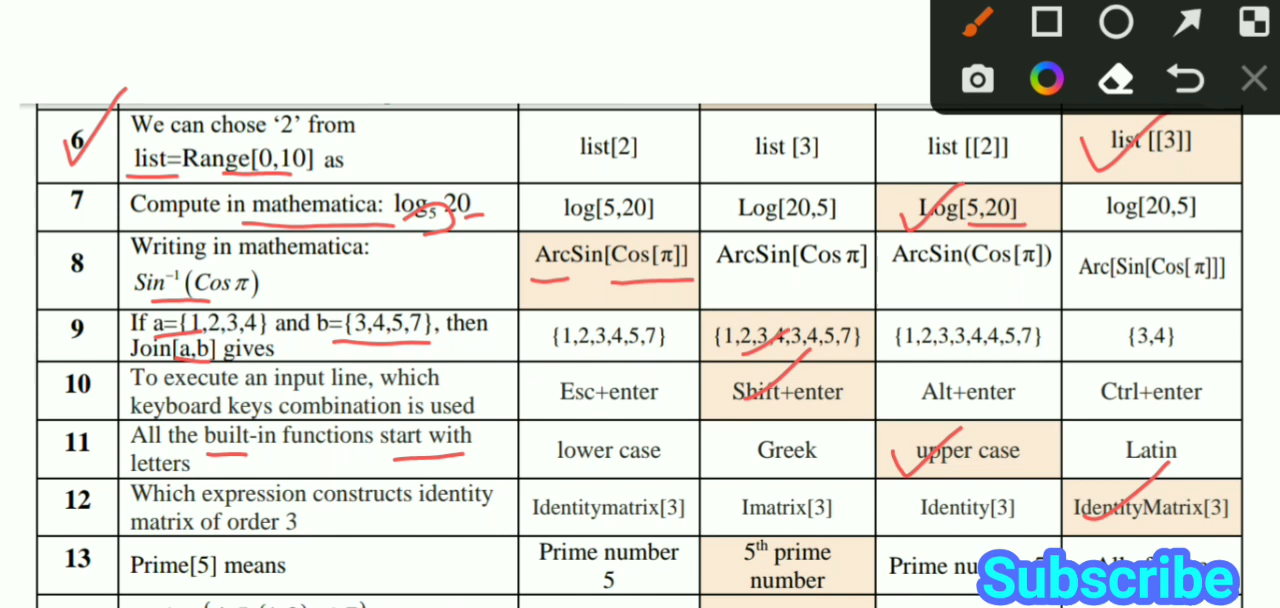 6 We can chose ‘2’ from
list=Range[0,10] as
list[2] list [3] list [[2]] list [[3]]
7 Compute in mathematica: log₅ 20 log[5,20] Log[20,5] Log[5,20] log[20,5]
8 Writing in mathematica:
Sin⁻¹(Cos π)
ArcSin[Cos[π]] ArcSin[Cos π] ArcSin(Cos[π]) Arc[Sin[Cos[π]]]
9 If a={1,2,3,4} and b={3,4,5,7}, then
Join[a,b] gives
{1,2,3,4,5,7} {1,2,3,4,3,4,5,7} {1,2,3,3,4,4,5,7} {3,4}
10 To execute an input line, which
keyboard keys combination is used
Esc+enter Shift+enter Alt+enter Ctrl+enter
11 All the built-in functions start with
letters
lower case Greek upper case Latin
12 Which expression constructs identity
matrix of order 3
Identitymatrix[3] Imatrix[3] Identity[3] IdentityMatrix[3]
13 Prime[5] means
Prime number
5
5th prime
number
Prime
Subscribe